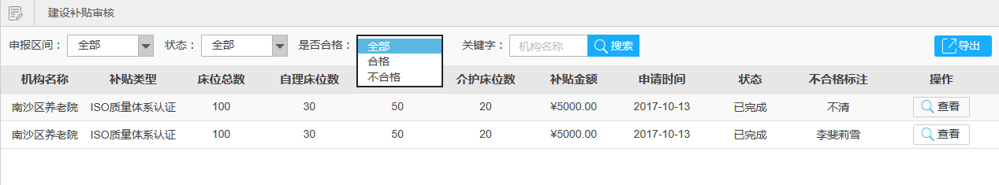 建设补贴审核
申报区间： 全部 状态： 全部 是否合格： 全部 关键字： 机构名称 搜索 导出
合格
不合格
机构名称 补贴类型 床位总数 自理床位数 介护床位数 补贴金额 申请时间 状态 不合格标注 操作
南沙区养老院 ISO质量体系认证 100 30 50 20 ¥5000.00 2017-10-13 已完成 不清 查看
南沙区养老院 ISO质量体系认证 100 30 50 20 ¥5000.00 2017-10-13 已完成 李斐莉雪 查看